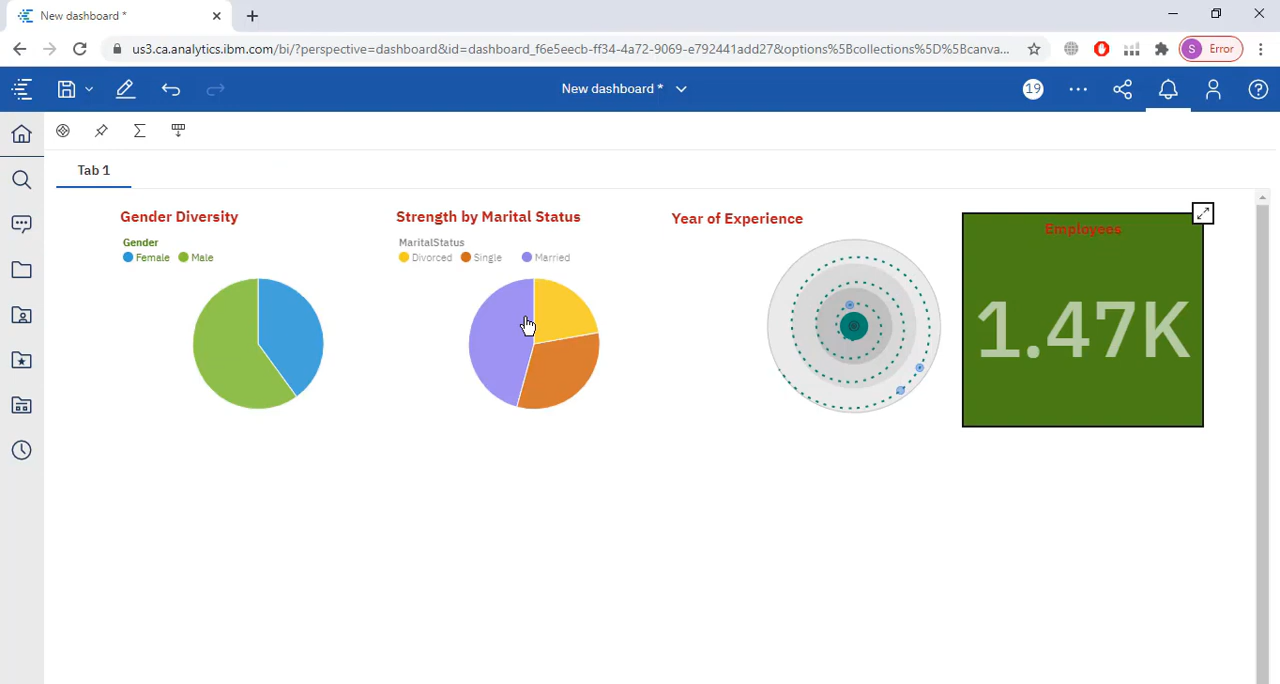 New dashboard *
us3.ca.analytics.ibm.com/bi/?perspective=dashboard&id=dashboard_f6e5eecb-ff34-4a72-9069-e792441add27&options%5Bcollections%5D%5Bcanva...
S Error
New dashboard *
19
Tab 1
Gender Diversity
Gender
Female Male
Strength by Marital Status
MaritalStatus
Divorced Single Married
Year of Experience
Employees
1.47K